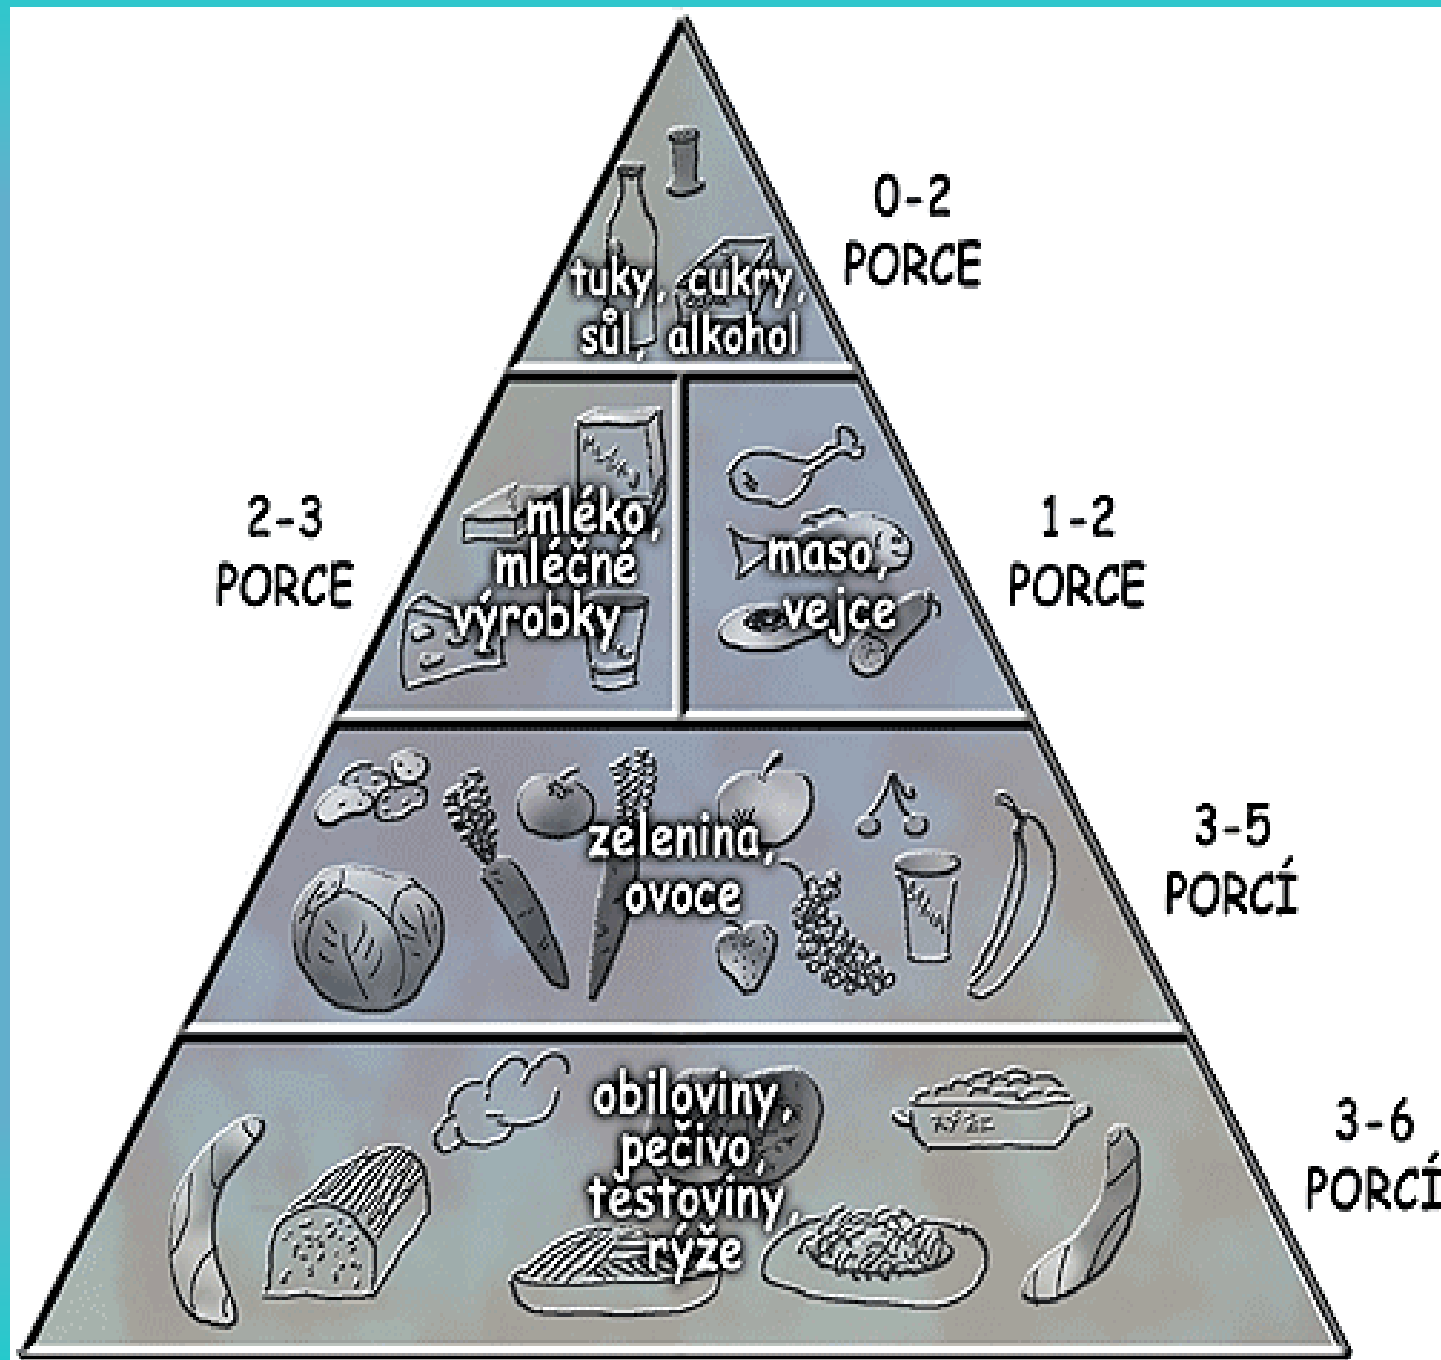 0-2
PORCE
tuky, cukry,
sůl, alkohol
2-3
PORCE
mléko,
mléčné
výrobky
maso,
vejce
1-2
PORCE
zelenina,
ovoce
3-5
PORCÍ
obiloviny,
pečivo,
těstoviny,
rýže
RÝŽE
3-6
PORCÍ